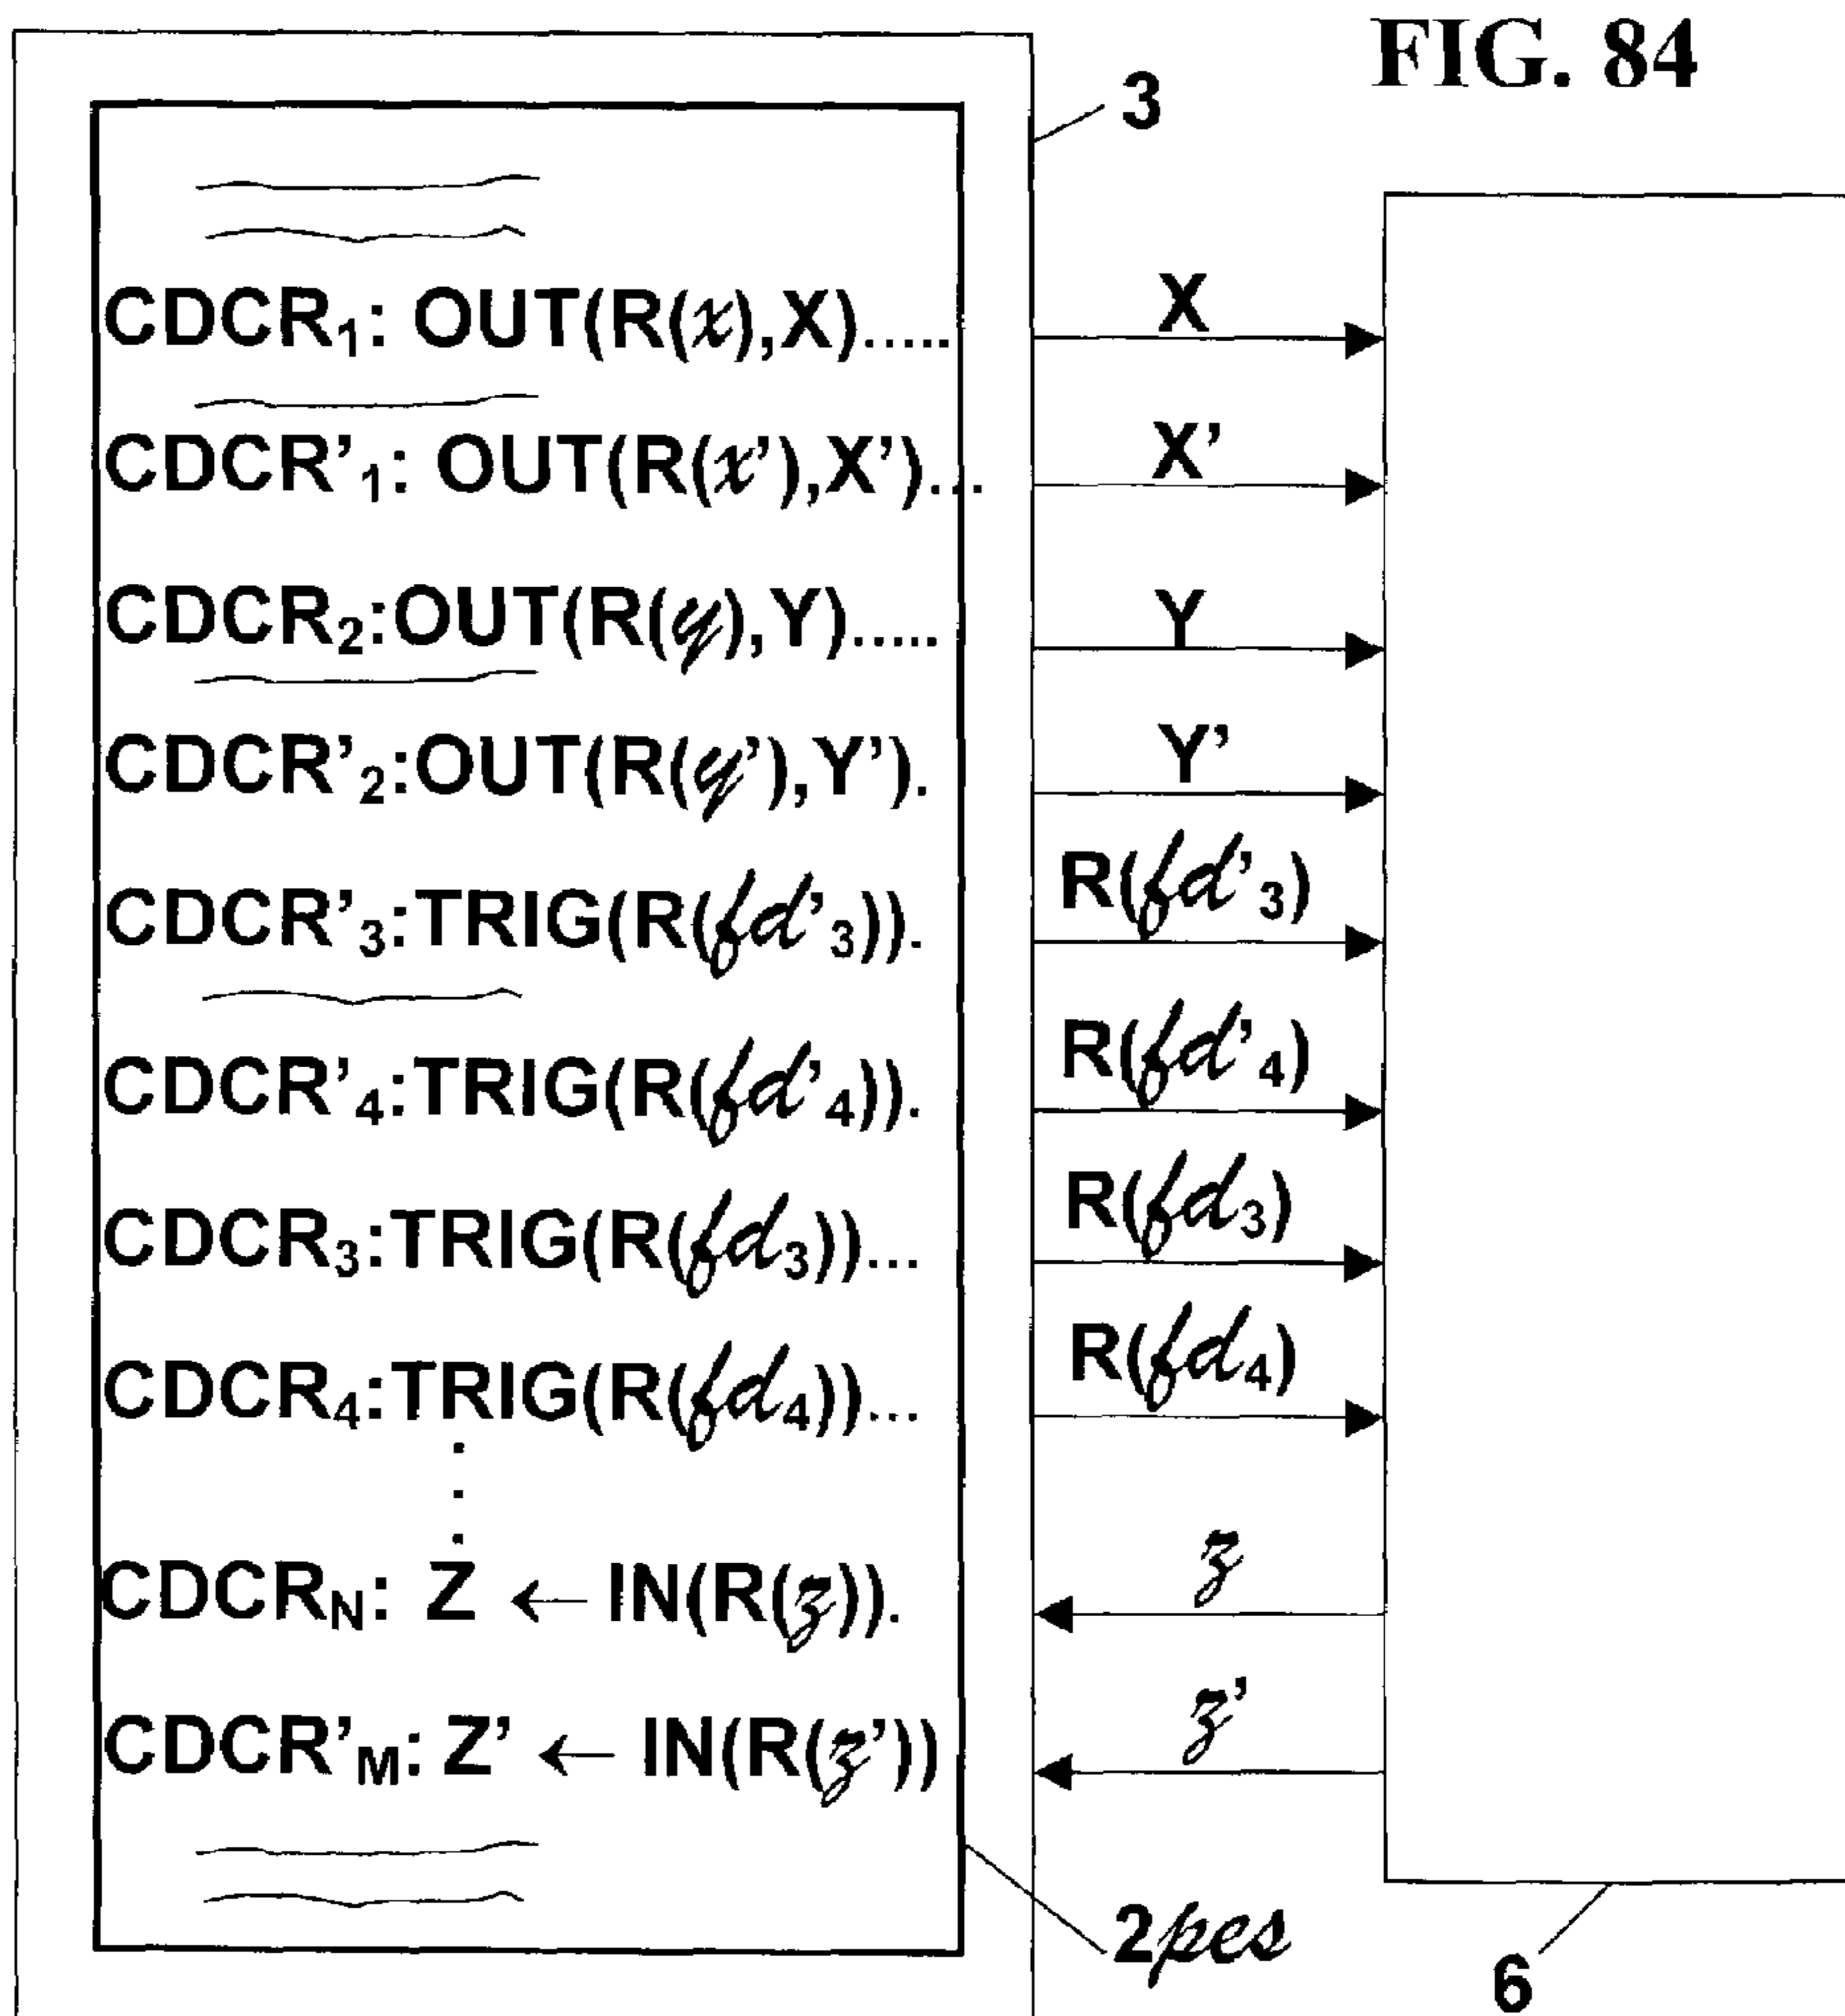 FIG. 84
3
CDCR₁: OUT(R(x),X).....
X
CDCR'₁: OUT(R(x'),X')...
X'
CDCR₂:OUT(R(y),Y).....
Y
CDCR'₂:OUT(R(y'),Y').
Y'
CDCR'₃:TRIG(R(fd'₃)).
R(fd'₃)
CDCR'₄:TRIG(R(fd'₄)).
R(fd'₄)
CDCR₃:TRIG(R(fd₃))...
R(fd₃)
CDCR₄:TRIG(R(fd₄))...
R(fd₄)
CDCR_N: Z ← IN(R(z)).
z
CDCR'_M: Z' ← IN(R(z'))
z'
2pes
6